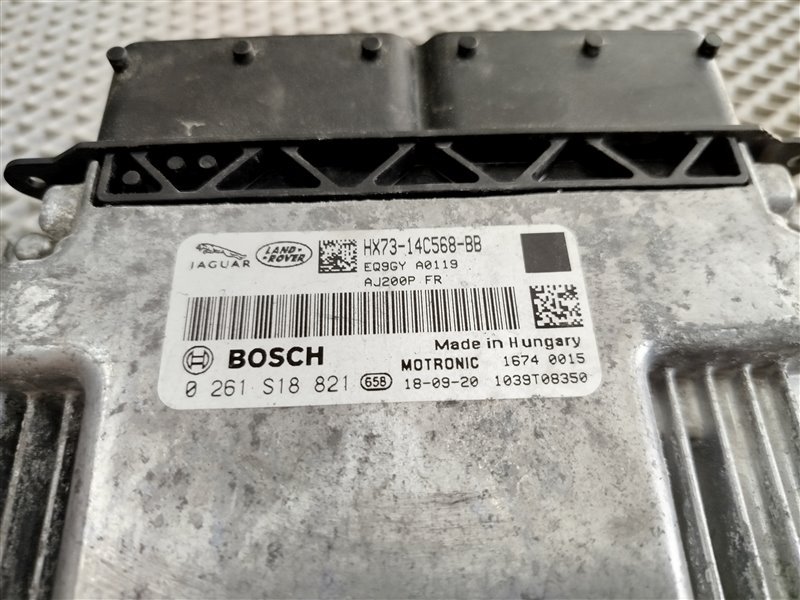 JAGUAR
LAND-
ROVER
HX73-14C568-BB
EQ9GY A0119
AJ200P FR
Made in Hungary
BOSCH
MOTRONIC 1674 0015
0 261 S18 821 658 18-09-20 1039T08350